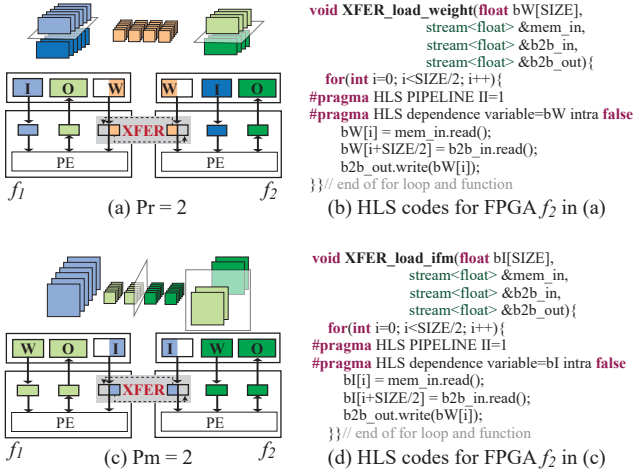 I O W
W I O
XFER
PE
PE
f1
f2
(a) Pr = 2
void XFER_load_weight(float bW[SIZE],
stream<float> &mem_in,
stream<float> &b2b_in,
stream<float> &b2b_out){
for(int i=0; i<SIZE/2; i++){
#pragma HLS PIPELINE II=1
#pragma HLS dependence variable=bW intra false
bW[i] = mem_in.read();
bW[i+SIZE/2] = b2b_in.read();
b2b_out.write(bW[i]);
}}// end of for loop and function
(b) HLS codes for FPGA f2 in (a)
W O I
I W O
XFER
PE
PE
f1
f2
(c) Pm = 2
void XFER_load_ifm(float bI[SIZE],
stream<float> &mem_in,
stream<float> &b2b_in,
stream<float> &b2b_out){
for(int i=0; i<SIZE/2; i++){
#pragma HLS PIPELINE II=1
#pragma HLS dependence variable=bI intra false
bI[i] = mem_in.read();
bI[i+SIZE/2] = b2b_in.read();
b2b_out.write(bW[i]);
}}// end of for loop and function
(d) HLS codes for FPGA f2 in (c)